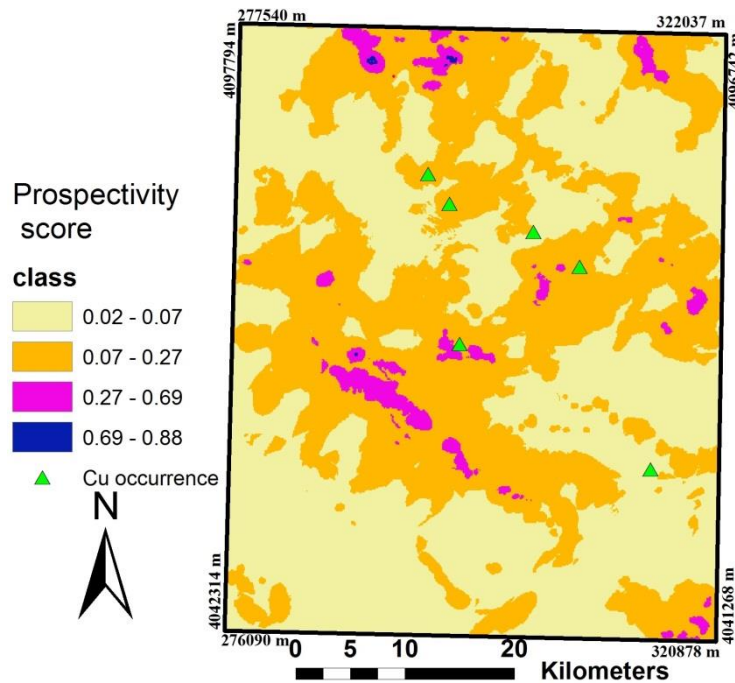 277540 m
322037 m
4097794 m
4096742 m
Prospectivity
score
class
0.02 - 0.07
0.07 - 0.27
0.27 - 0.69
0.69 - 0.88
Cu occurrence
N
4042314 m
4041268 m
276090 m
320878 m
0 5 10 20
Kilometers